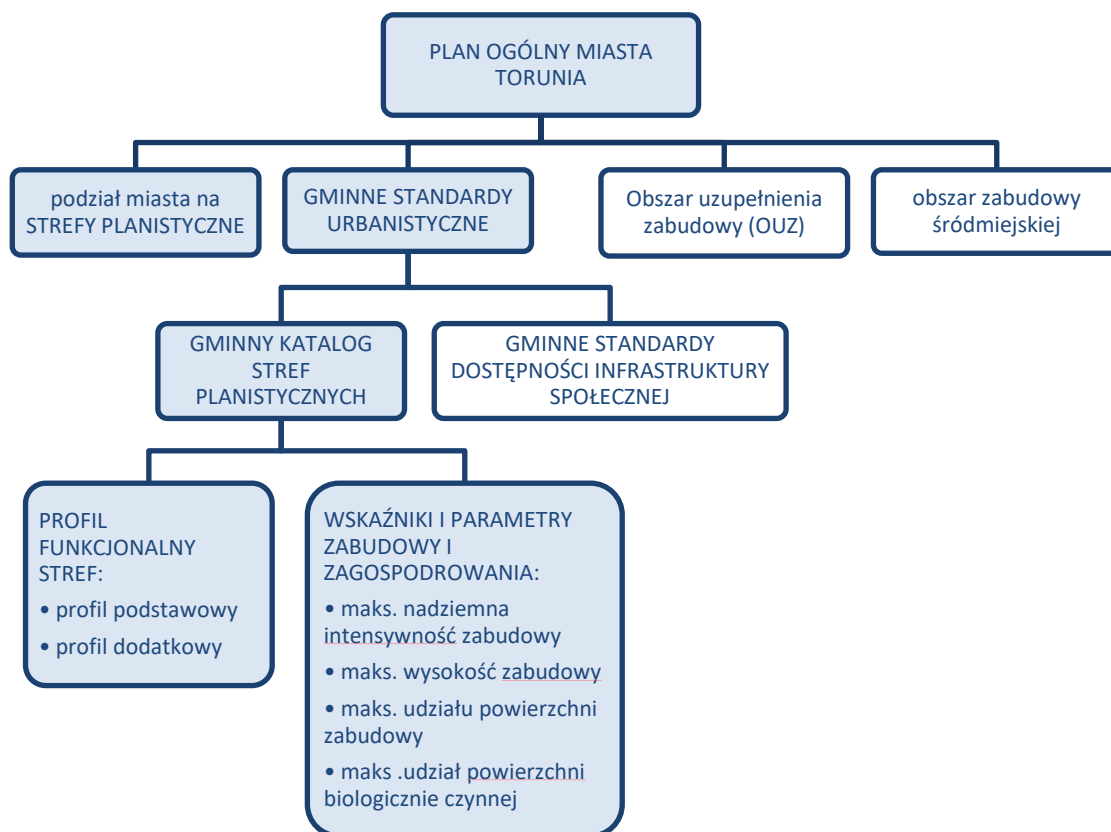 PLAN OGÓLNY MIASTA
TORUNIA
podział miasta na
STREFY PLANISTYCZNE
GMINNE STANDARDY
URBANISTYCZNE
Obszar uzupełnienia
zabudowy (OUZ)
obszar zabudowy
śródmiejskiej
GMINNY KATALOG
STREF
PLANISTYCZNYCH
GMINNE STANDARDY
DOSTĘPNOŚCI INFRASTRUKTURY
SPOŁECZNEJ
PROFIL
FUNKCJONALNY
STREF:
• profil podstawowy
• profil dodatkowy
WSKAŹNIKI I PARAMETRY
ZABUDOWY I
ZAGOSPODROWANIA:
• maks. nadziemna
intensywność zabudowy
• maks. wysokość zabudowy
• maks. udziału powierzchni
zabudowy
• maks .udział powierzchni
biologicznie czynnej